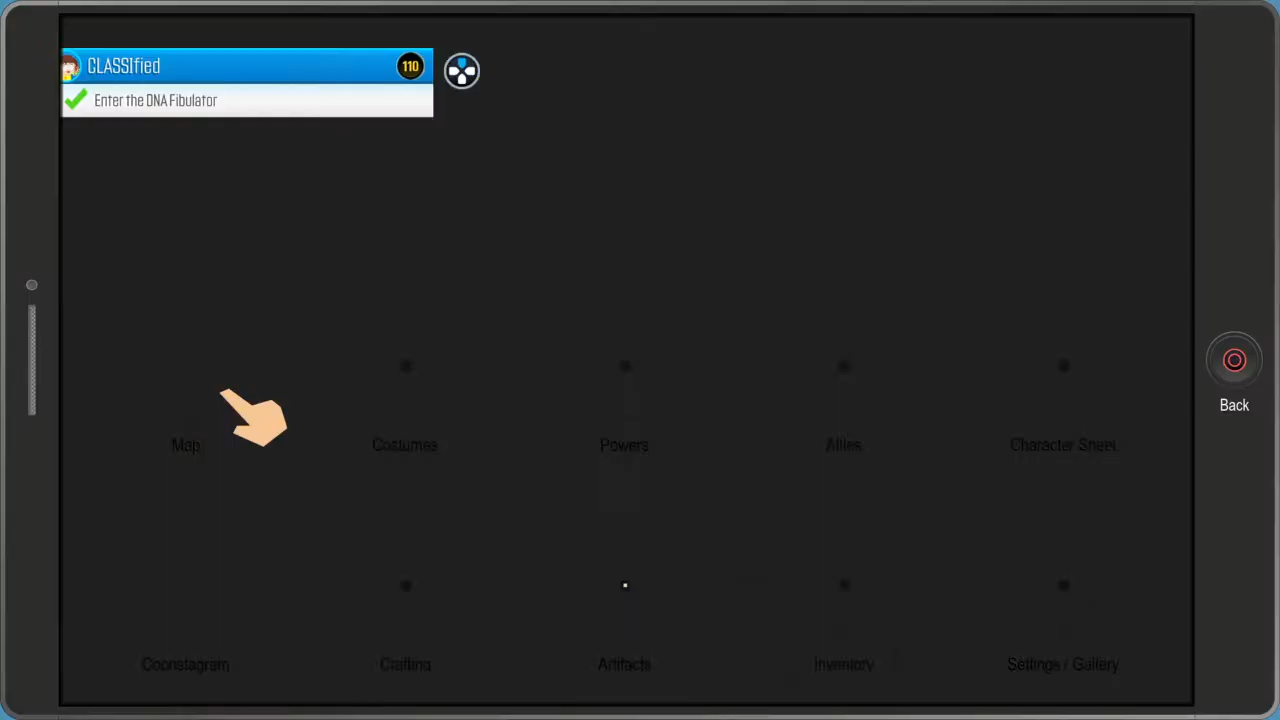 CLASSIfied
110
Enter the DNA Fibulator
Back
Map
Costumes
Powers
Allies
Character Sheet
Coonstagram
Crafting
Artifacts
Inventory
Settings / Gallery